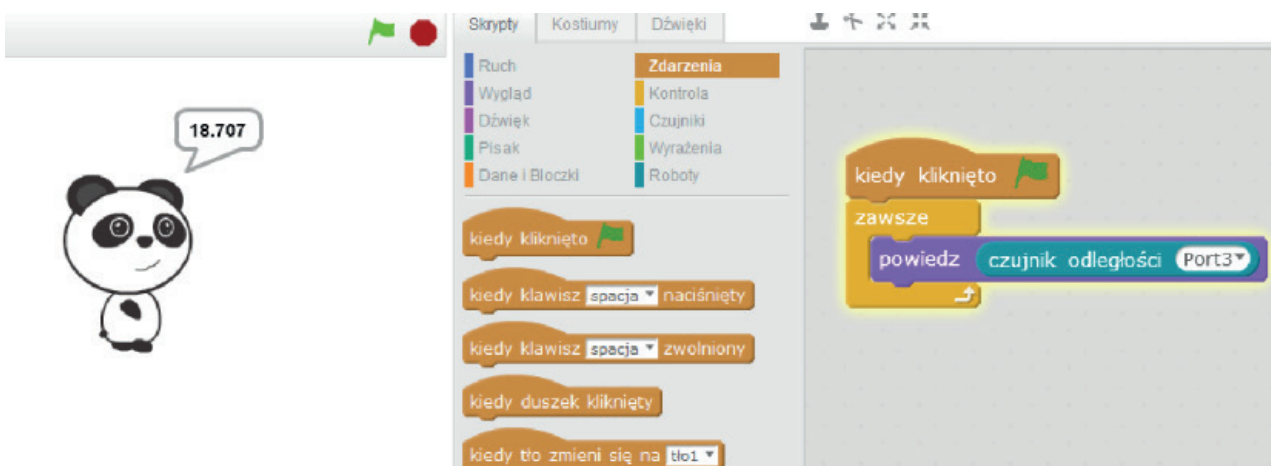 18.707
Skrypty Kostiumy Dźwięki
Ruch Zdarzenia
Wygląd Kontrola
Dźwięk Czujniki
Pisak Wyrażenia
Dane i Bloczki Roboty
kiedy kliknięto
kiedy klawisz spacja naciśnięty
kiedy klawisz spacja zwolniony
kiedy duszek kliknięty
kiedy tło zmieni się na tło1
kiedy kliknięto
zawsze
powiedz czujnik odległości Port3